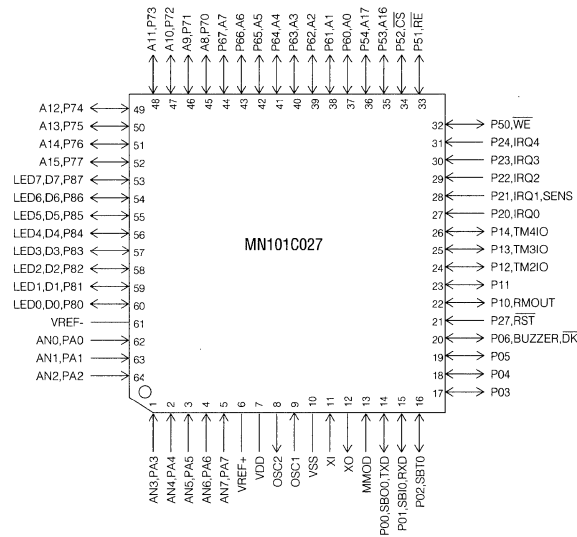 A11,P73
A10,P72
A9,P71
A8,P70
P67,A7
P66,A6
P65,A5
P64,A4
P63,A3
P62,A2
P61,A1
P60,A0
P54,A17
P53,A16
P52,CS
P51,RE
48 47 46 45 44 43 42 41 40 39 38 37 36 35 34 33
A12,P74 49
A13,P75 50
A14,P76 51
A15,P77 52
LED7,D7,P87 53
LED6,D6,P86 54
LED5,D5,P85 55
LED4,D4,P84 56
LED3,D3,P83 57
LED2,D2,P82 58
LED1,D1,P81 59
LED0,D0,P80 60
VREF- 61
AN0,PA0 62
AN1,PA1 63
AN2,PA2 64
MN101C027
32 P50,WE
31 P24,IRQ4
30 P23,IRQ3
29 P22,IRQ2
28 P21,IRQ1,SENS
27 P20,IRQ0
26 P14,TM4IO
25 P13,TM3IO
24 P12,TM2IO
23 P11
22 P10,RMOUT
21 P27,RST
20 P06,BUZZER,DK
19 P05
18 P04
17 P03
1 2 3 4 5 6 7 8 9 10 11 12 13 14 15 16
AN3,PA3
AN4,PA4
AN5,PA5
AN6,PA6
AN7,PA7
VREF+
VDD
OSC2
OSC1
VSS
XI
XO
MMOD
P00,SBO0,TXD
P01,SBI0,RXD
P02,SBT0